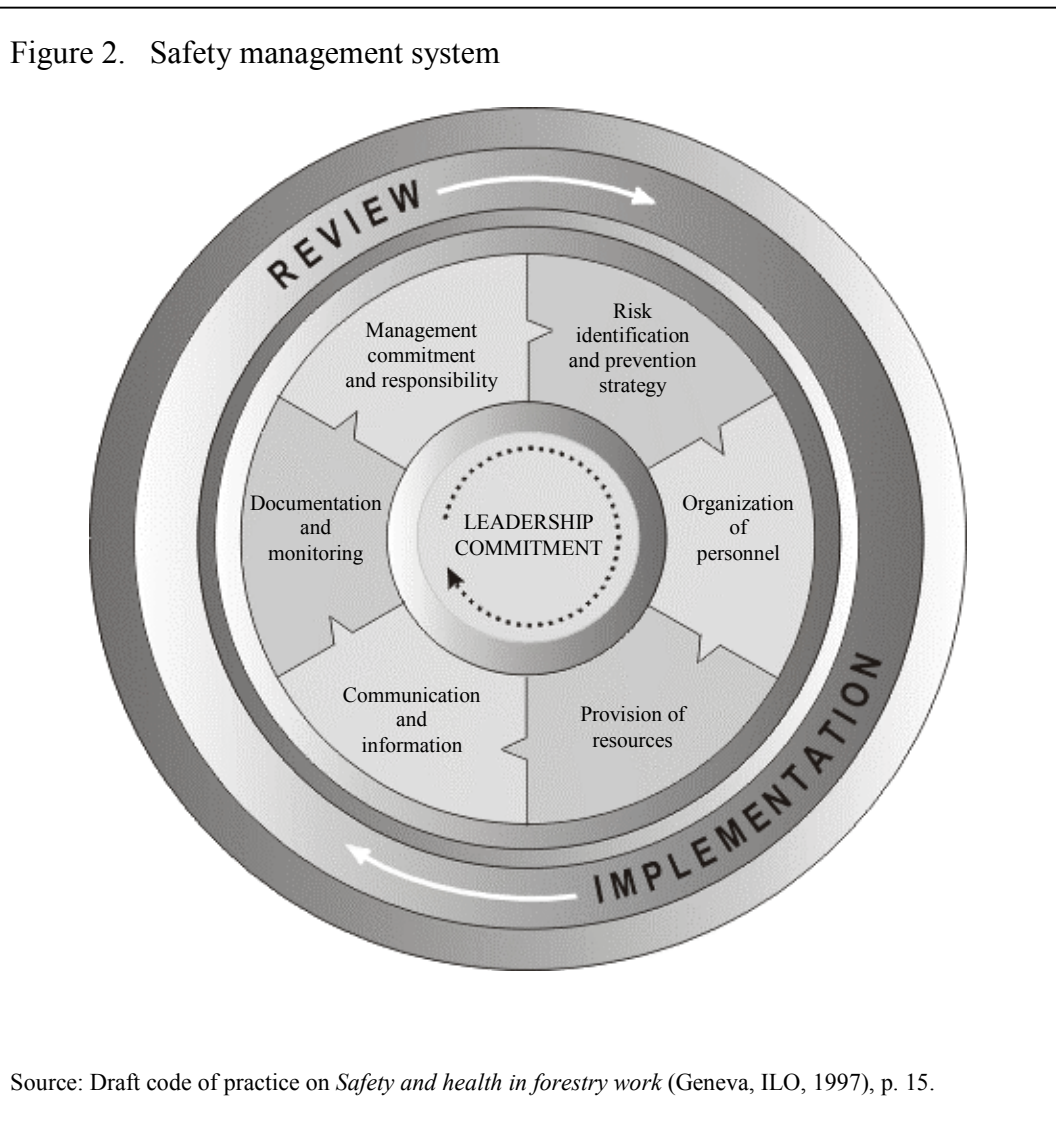 Figure 2. Safety management system
REVIEW
Management
commitment
and responsibility
Risk
identification
and prevention
strategy
Documentation
and
monitoring
LEADERSHIP
COMMITMENT
Organization
of
personnel
Communication
and
information
Provision of
resources
IMPLEMENTATION
Source: Draft code of practice on Safety and health in forestry work (Geneva, ILO, 1997), p. 15.